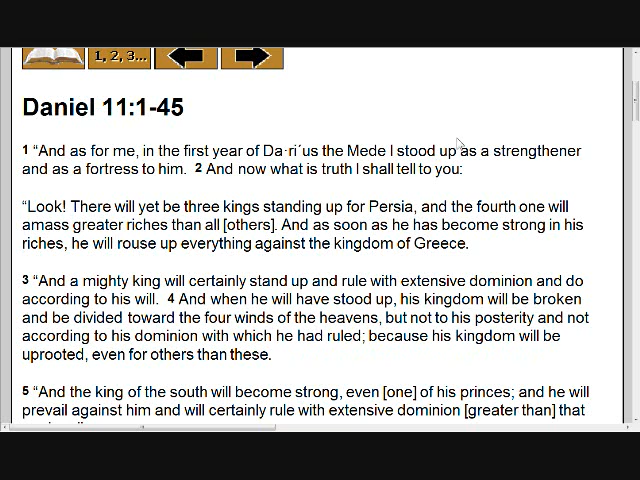 1, 2, 3...
Daniel 11:1-45
1 “And as for me, in the first year of Da·ri´us the Mede I stood up as a strengthener
and as a fortress to him. 2 And now what is truth I shall tell to you:
“Look! There will yet be three kings standing up for Persia, and the fourth one will
amass greater riches than all [others]. And as soon as he has become strong in his
riches, he will rouse up everything against the kingdom of Greece.
3 “And a mighty king will certainly stand up and rule with extensive dominion and do
according to his will. 4 And when he will have stood up, his kingdom will be broken
and be divided toward the four winds of the heavens, but not to his posterity and not
according to his dominion with which he had ruled; because his kingdom will be
uprooted, even for others than these.
5 “And the king of the south will become strong, even [one] of his princes; and he will
prevail against him and will certainly rule with extensive dominion [greater than] that